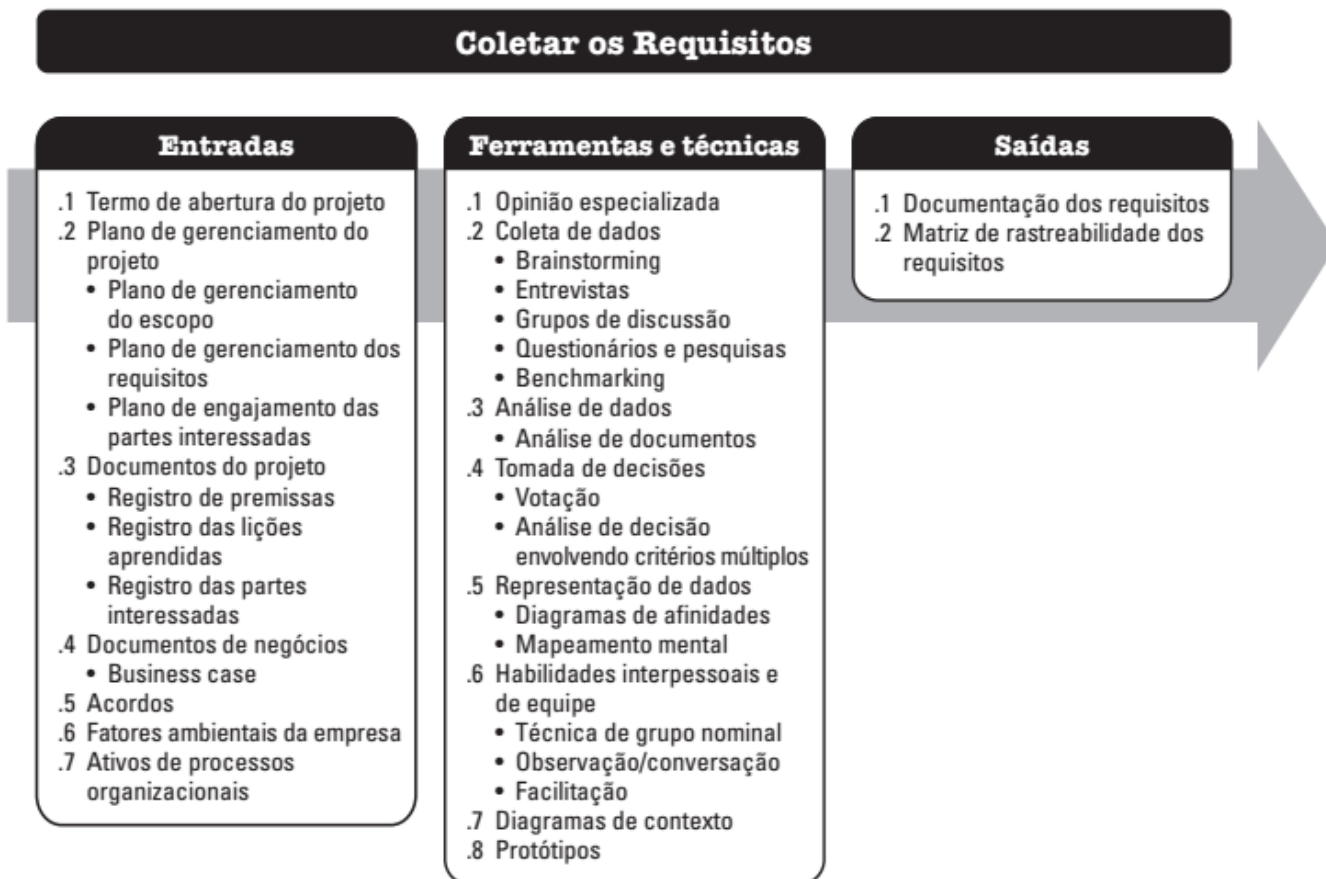 Coletar os Requisitos
Entradas
.1 Termo de abertura do projeto
.2 Plano de gerenciamento do
projeto
• Plano de gerenciamento
do escopo
• Plano de gerenciamento dos
requisitos
• Plano de engajamento das
partes interessadas
.3 Documentos do projeto
• Registro de premissas
• Registro das lições
aprendidas
• Registro das partes
interessadas
.4 Documentos de negócios
• Business case
.5 Acordos
.6 Fatores ambientais da empresa
.7 Ativos de processos
organizacionais
Ferramentas e técnicas
.1 Opinião especializada
.2 Coleta de dados
• Brainstorming
• Entrevistas
• Grupos de discussão
• Questionários e pesquisas
• Benchmarking
.3 Análise de dados
• Análise de documentos
.4 Tomada de decisões
• Votação
• Análise de decisão
envolvendo critérios múltiplos
.5 Representação de dados
• Diagramas de afinidades
• Mapeamento mental
.6 Habilidades interpessoais e
de equipe
• Técnica de grupo nominal
• Observação/conversação
• Facilitação
.7 Diagramas de contexto
.8 Protótipos
Saídas
.1 Documentação dos requisitos
.2 Matriz de rastreabilidade dos
requisitos